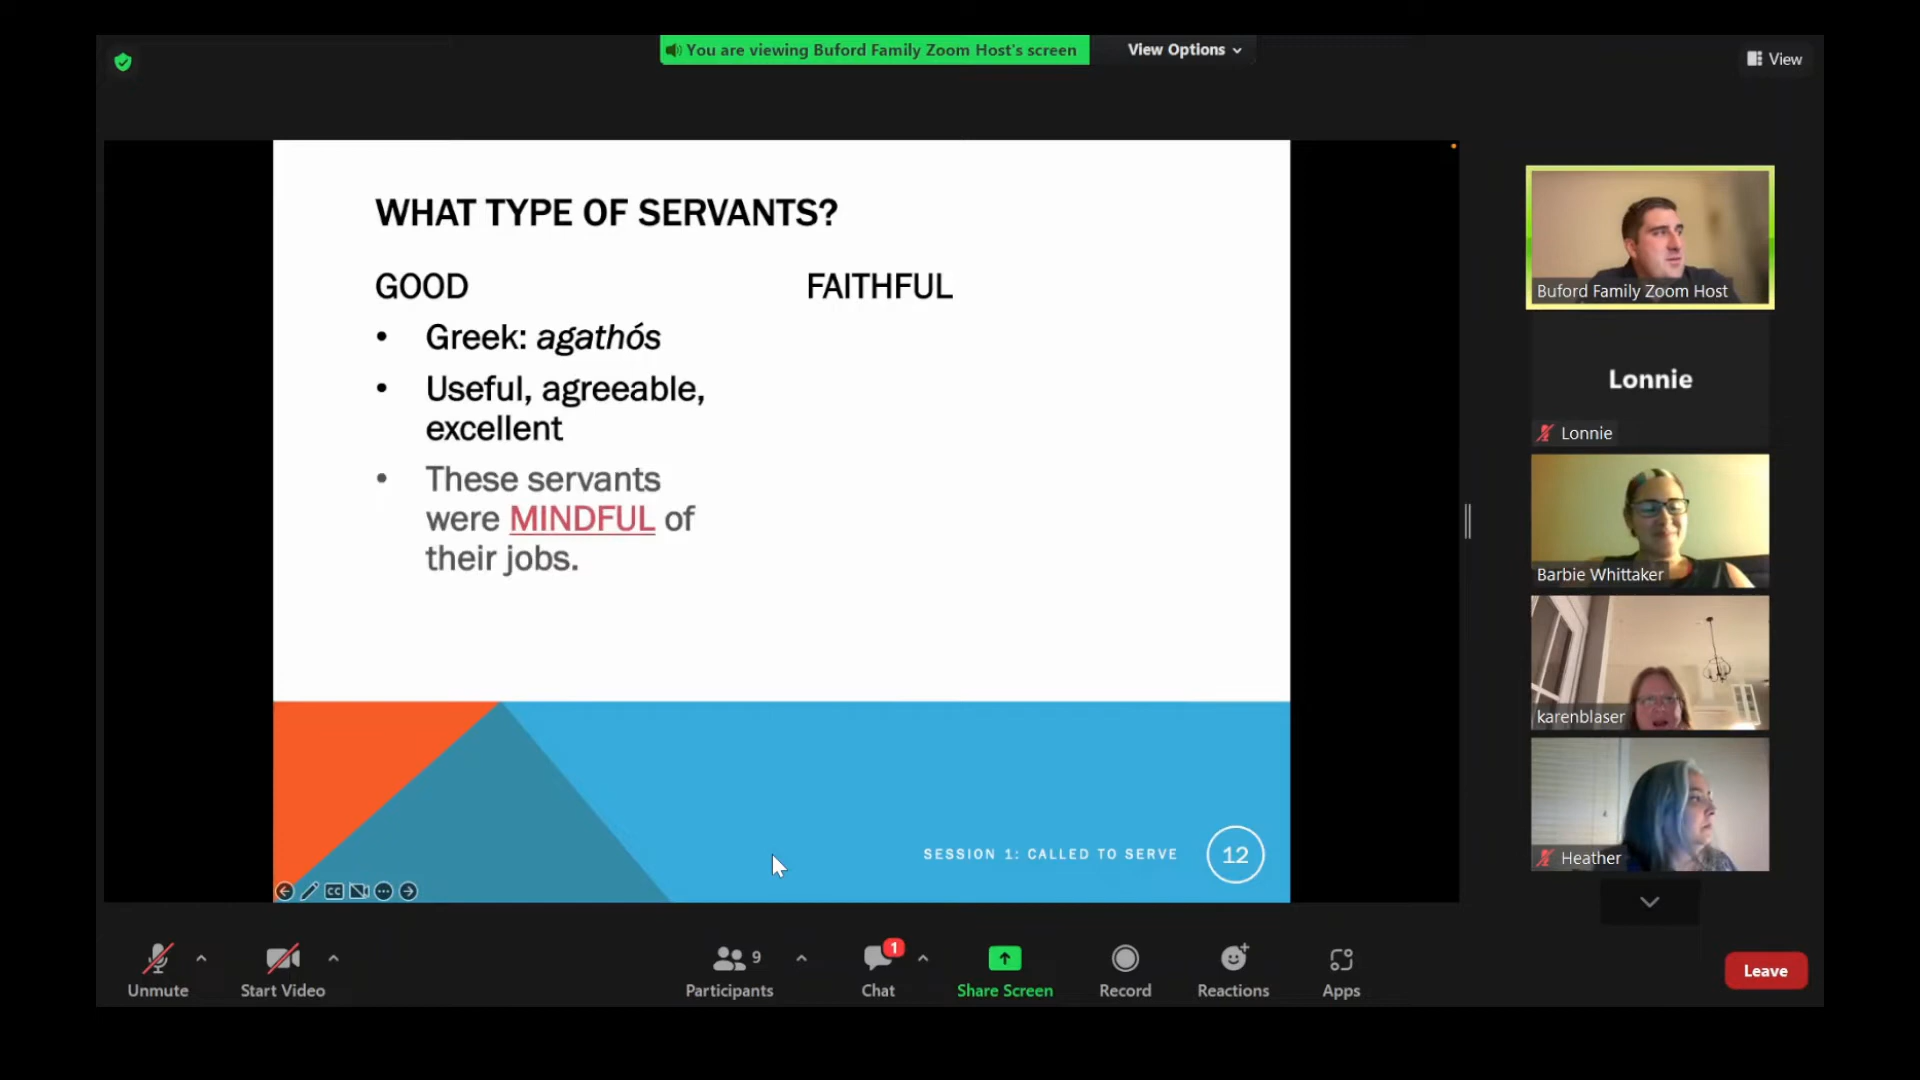 You are viewing Buford Family Zoom Host's screen
View Options
View
WHAT TYPE OF SERVANTS?
GOOD
• Greek: agathós
• Useful, agreeable,
excellent
• These servants
were MINDFUL of
their jobs.
FAITHFUL
SESSION 1: CALLED TO SERVE
12
CC
Buford Family Zoom Host
Lonnie
Lonnie
Barbie Whittaker
karenblaser
Heather
Unmute
Start Video
9
Participants
1
Chat
Share Screen
Record
Reactions
Apps
Leave